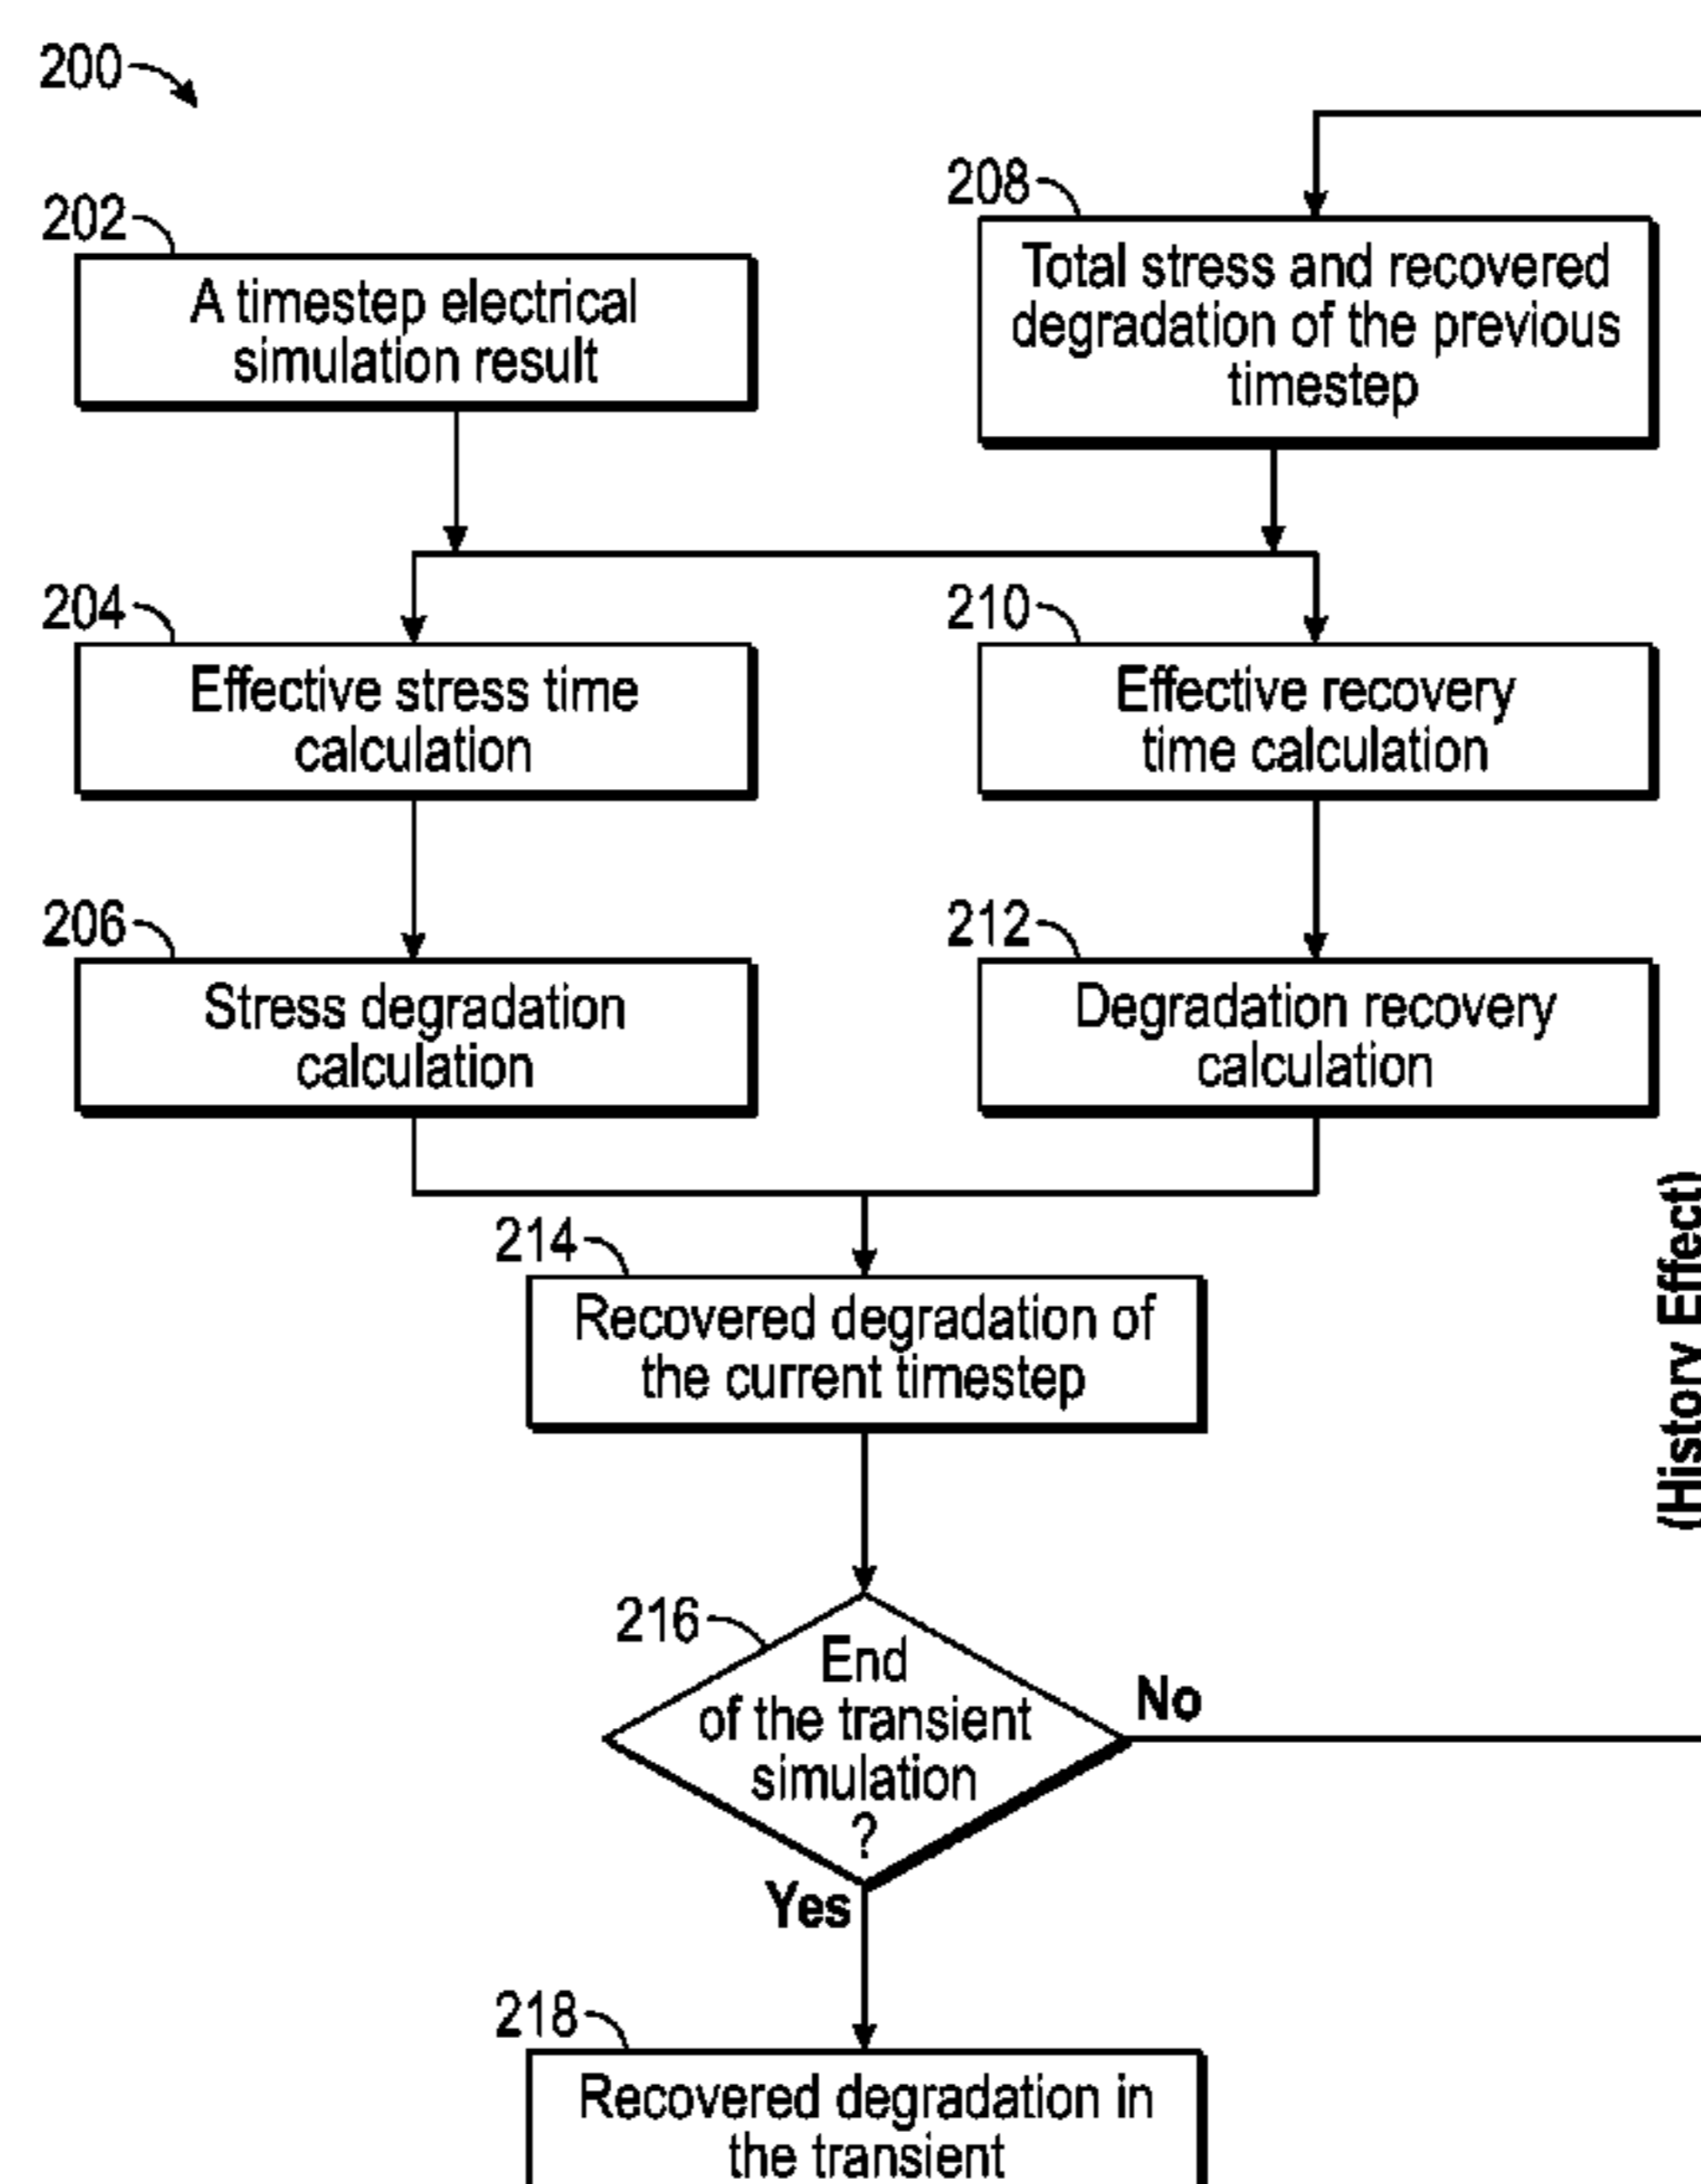 200
202
A timestep electrical
simulation result
208
Total stress and recovered
degradation of the previous
timestep
204
Effective stress time
calculation
210
Effective recovery
time calculation
206
Stress degradation
calculation
212
Degradation recovery
calculation
214
Recovered degradation of
the current timestep
(History Effect)
216
End
of the transient
simulation
?
No
Yes
218
Recovered degradation in
the transient